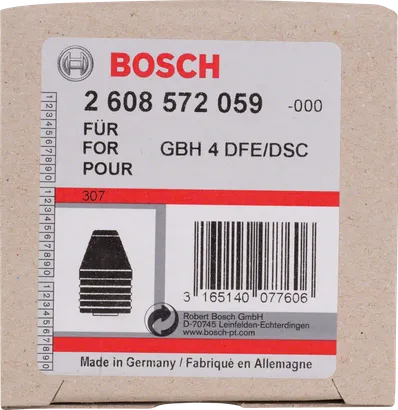 BOSCH
2 608 572 059 -000
FÜR
FOR GBH 4 DFE/DSC
POUR
307
3 165140 077606
Robert Bosch GmbH
D-70745 Leinfelden-Echterdingen
www.bosch-pt.com
Made in Germany / Fabriqué en Allemagne